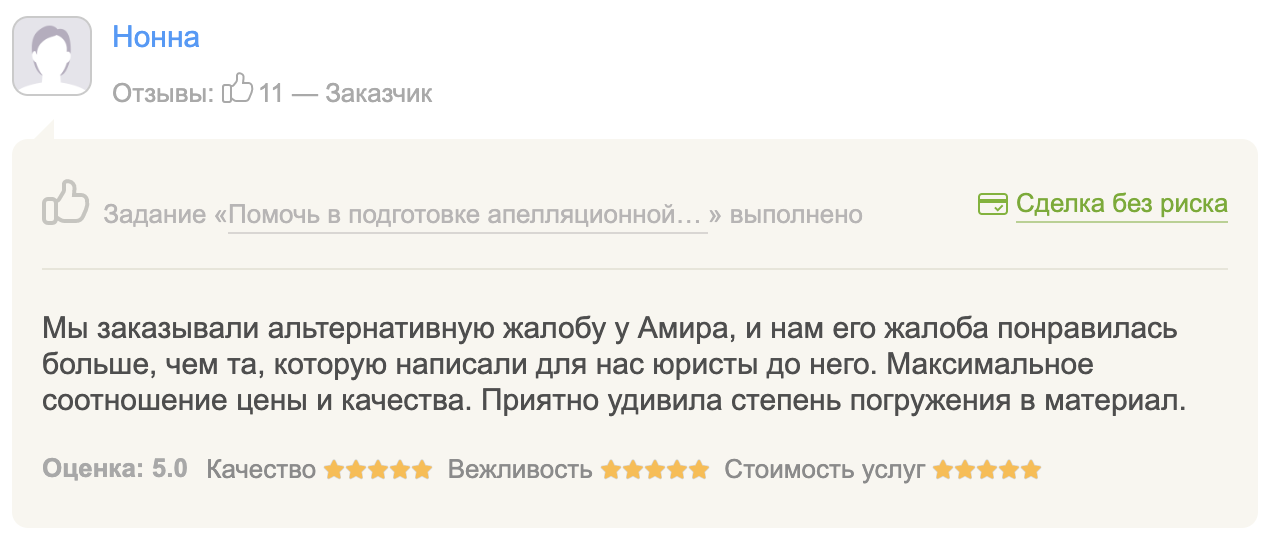 Нонна
Отзывы: 11 — Заказчик
Задание «Помочь в подготовке апелляционной… » выполнено
Сделка без риска
Мы заказывали альтернативную жалобу у Амира, и нам его жалоба понравилась
больше, чем та, которую написали для нас юристы до него. Максимальное
соотношение цены и качества. Приятно удивила степень погружения в материал.
Оценка: 5.0 Качество Вежливость Стоимость услуг